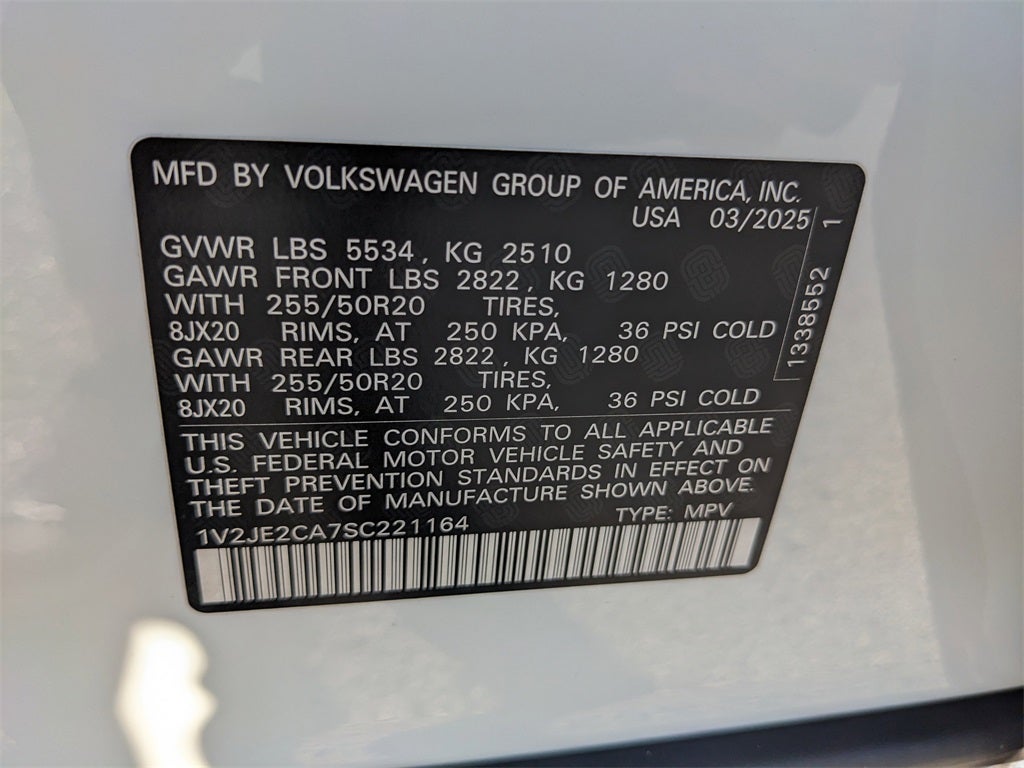 MFD BY VOLKSWAGEN GROUP OF AMERICA, INC.
USA 03/2025
GVWR LBS 5534, KG 2510
GAWR FRONT LBS 2822, KG 1280
WITH 255/50R20 TIRES,
8JX20 RIMS, AT 250 KPA, 36 PSI COLD
GAWR REAR LBS 2822, KG 1280
WITH 255/50R20 TIRES,
8JX20 RIMS, AT 250 KPA, 36 PSI COLD
1338552 1
THIS VEHICLE CONFORMS TO ALL APPLICABLE
U.S. FEDERAL MOTOR VEHICLE SAFETY AND
THEFT PREVENTION STANDARDS IN EFFECT ON
THE DATE OF MANUFACTURE SHOWN ABOVE.
1V2JE2CA7SC221164 TYPE: MPV